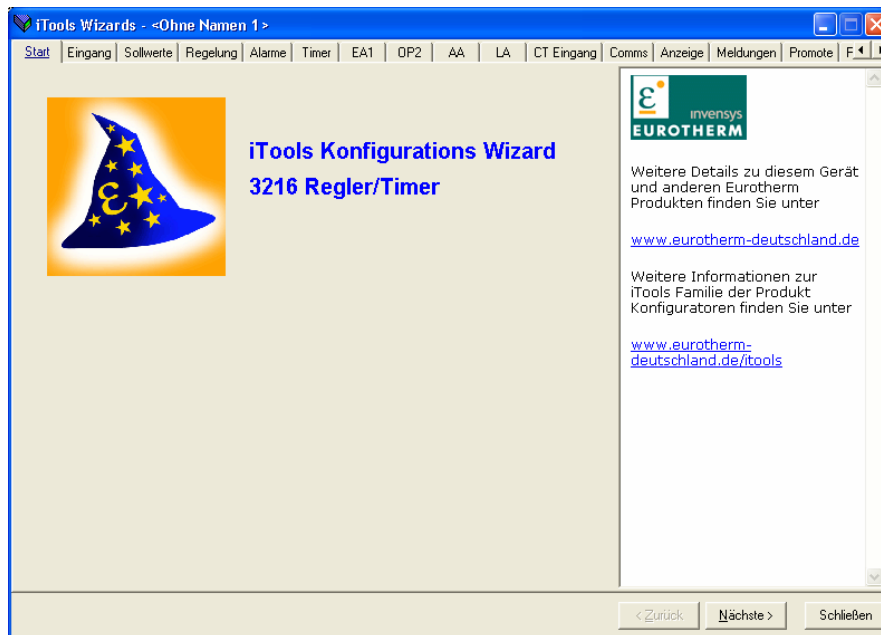 iTools Wizards - <Ohne Namen 1>
Start Eingang Sollwerte Regelung Alarme Timer EA1 OP2 AA LA CT Eingang Comms Anzeige Meldungen Promote F
iTools Konfigurations Wizard
3216 Regler/Timer
ε
invensys
EUROTHERM
Weitere Details zu diesem Gerät
und anderen Eurotherm
Produkten finden Sie unter
www.eurotherm-deutschland.de
Weitere Informationen zur
iTools Familie der Produkt
Konfiguratoren finden Sie unter
www.eurotherm-
deutschland.de/itools
< Zurück Nächste > Schließen